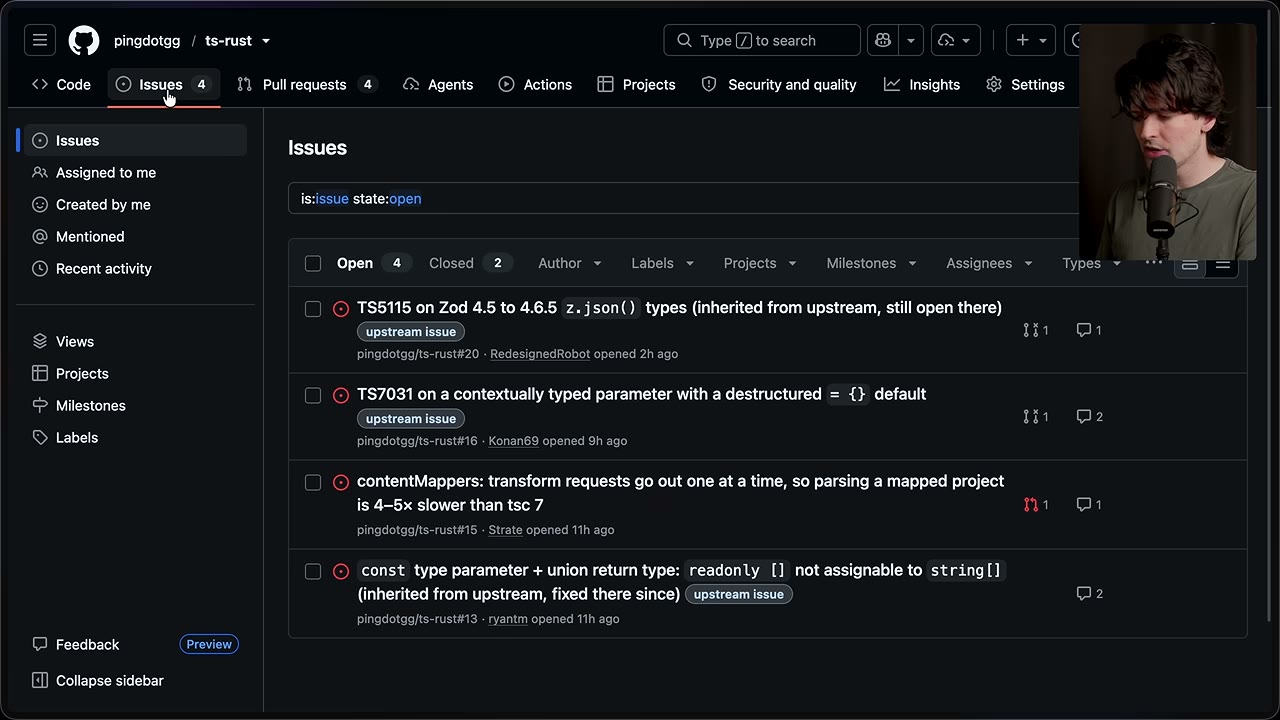 pingdotgg / ts-rust
Type / to search
Code
Issues 4
Pull requests 4
Agents
Actions
Projects
Security and quality
Insights
Settings
Issues
Assigned to me
Created by me
Mentioned
Recent activity
Views
Projects
Milestones
Labels
Feedback Preview
Collapse sidebar
Issues
is:issue state:open
Open 4 Closed 2 Author Labels Projects Milestones Assignees Types
TS5115 on Zod 4.5 to 4.6.5 z.json() types (inherited from upstream, still open there)
upstream issue
1 1
pingdotgg/ts-rust#20 · RedesignedRobot opened 2h ago
TS7031 on a contextually typed parameter with a destructured = {} default
upstream issue
1 2
pingdotgg/ts-rust#16 · Konan69 opened 9h ago
contentMappers: transform requests go out one at a time, so parsing a mapped project
is 4–5× slower than tsc 7
1 1
pingdotgg/ts-rust#15 · Strate opened 11h ago
const type parameter + union return type: readonly [] not assignable to string[]
(inherited from upstream, fixed there since) upstream issue
2
pingdotgg/ts-rust#13 · ryantm opened 11h ago